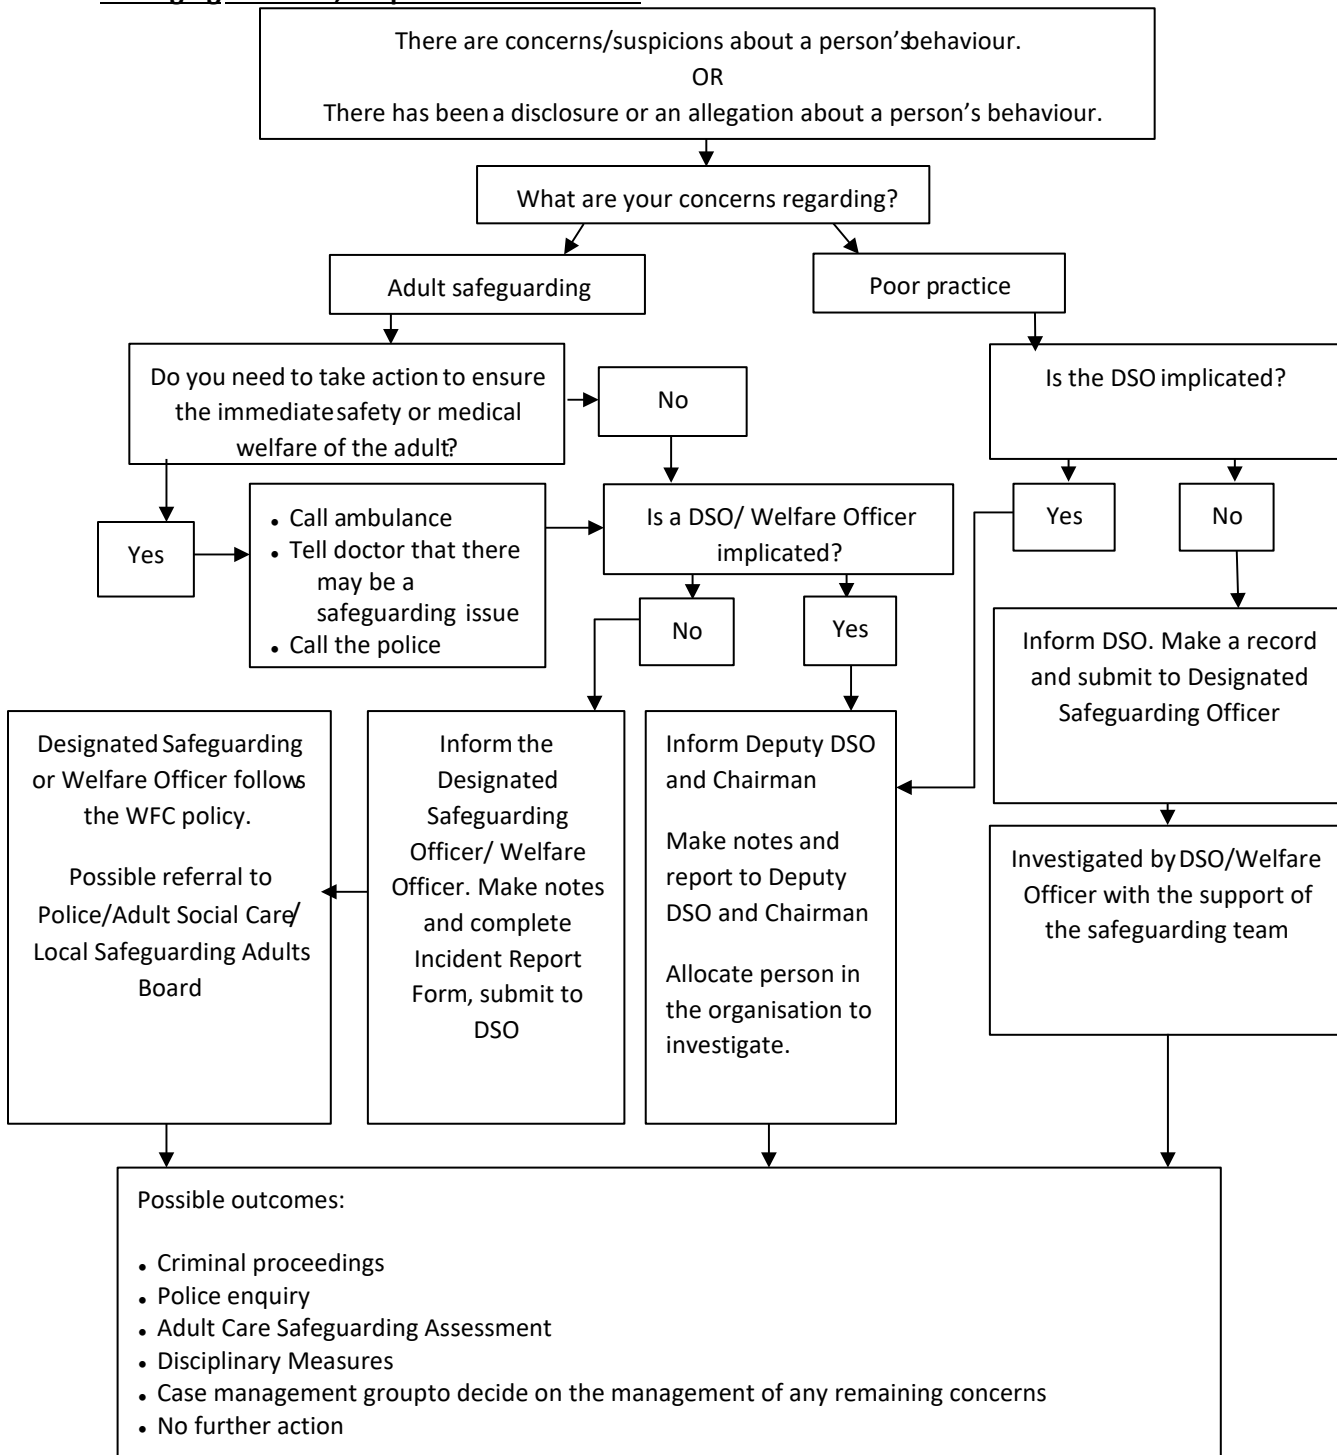 There are concerns/suspicions about a person's behaviour.
OR
There has been a disclosure or an allegation about a person's behaviour.
What are your concerns regarding?
Adult safeguarding
Poor practice
Do you need to take action to ensure
the immediate safety or medical
welfare of the adult?
No
Is the DSO implicated?
Yes
• Call ambulance
• Tell doctor that there
may be a
safeguarding issue
• Call the police
Is a DSO/ Welfare Officer
implicated?
Yes
No
No
Yes
Inform DSO. Make a record
and submit to Designated
Safeguarding Officer
Designated Safeguarding
or Welfare Officer follows
the WFC policy.
Possible referral to
Police/Adult Social Care/
Local Safeguarding Adults
Board
Inform the
Designated
Safeguarding
Officer/ Welfare
Officer. Make notes
and complete
Incident Report
Form, submit to
DSO
Inform Deputy DSO
and Chairman
Make notes and
report to Deputy
DSO and Chairman
Allocate person in
the organisation to
investigate.
Investigated by DSO/Welfare
Officer with the support of
the safeguarding team
Possible outcomes:
• Criminal proceedings
• Police enquiry
• Adult Care Safeguarding Assessment
• Disciplinary Measures
• Case management groupto decide on the management of any remaining concerns
• No further action